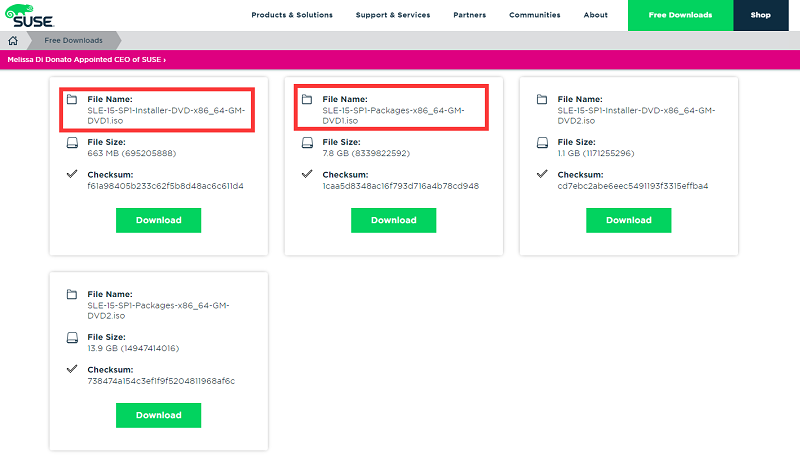 SUSE
Products & Solutions
Support & Services
Partners
Communities
About
Free Downloads
Shop
Free Downloads
Melissa Di Donato Appointed CEO of SUSE ›
File Name:
SLE-15-SP1-Installer-DVD-x86_64-GM-
DVD1.iso
File Size:
663 MB (695205888)
Checksum:
f61a98405b233c62f5b8d48ac6c611d4
Download
File Name:
SLE-15-SP1-Packages-x86_64-GM-
DVD1.iso
File Size:
7.8 GB (8339822592)
Checksum:
1caa5d8348ac16f793d716a4b78cd948
Download
File Name:
SLE-15-SP1-Installer-DVD-x86_64-GM-
DVD2.iso
File Size:
1.1 GB (1171255296)
Checksum:
cd7ebc2abe6eec5491193f3315effba4
Download
File Name:
SLE-15-SP1-Packages-x86_64-GM-
DVD2.iso
File Size:
13.9 GB (14947414016)
Checksum:
738474a154c3ef1f9f5204811968af6c
Download